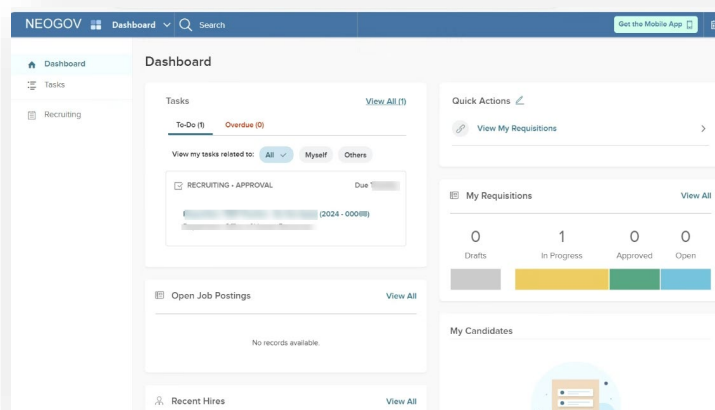 NEOGOV Dashboard Search Get the Mobile App
Dashboard
Tasks
Recruiting
Dashboard
Tasks View All (1)
To-Do (1) Overdue (0)
View my tasks related to: All Myself Others
RECRUITING - APPROVAL Due
(2024 - 000618)
Open Job Postings View All
No records available.
Recent Hires View All
Quick Actions
View My Requisitions
My Requisitions View All
0 1 0 0
Drafts In Progress Approved Open
My Candidates